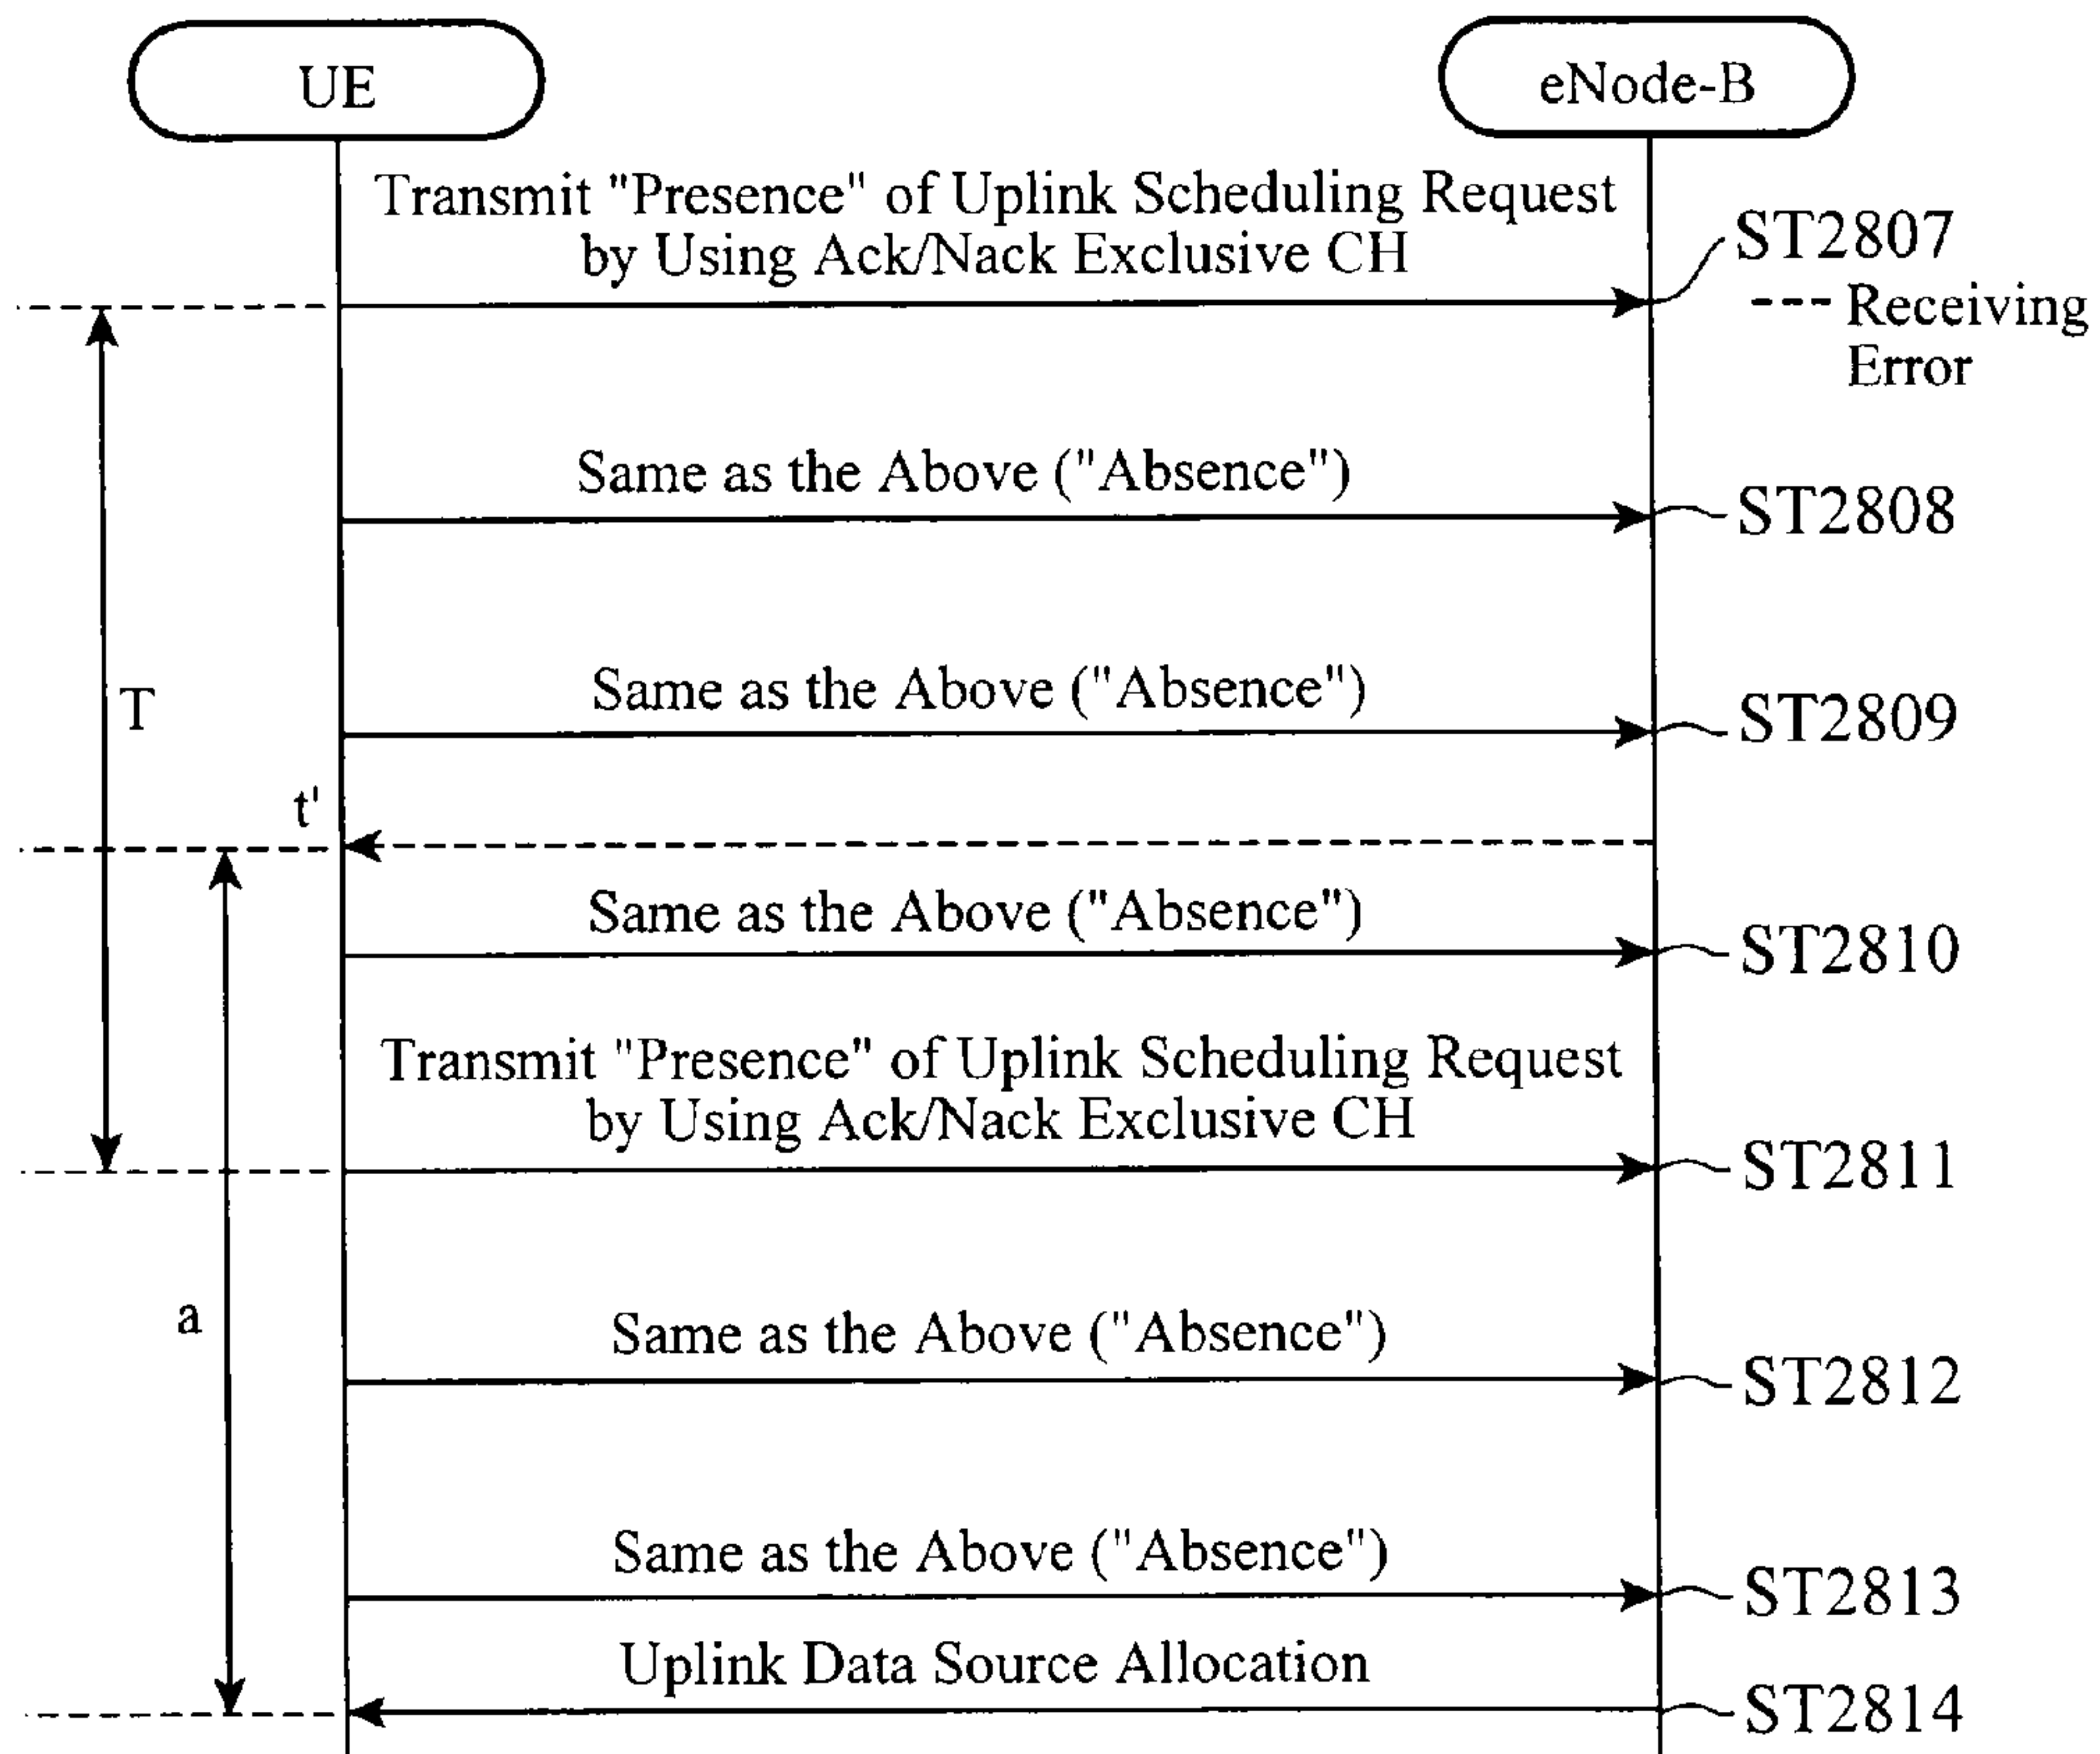 UE
eNode-B
Transmit "Presence" of Uplink Scheduling Request
by Using Ack/Nack Exclusive CH
ST2807
Receiving
Error
Same as the Above ("Absence")
ST2808
Same as the Above ("Absence")
ST2809
T
t'
Same as the Above ("Absence")
ST2810
Transmit "Presence" of Uplink Scheduling Request
by Using Ack/Nack Exclusive CH
ST2811
a
Same as the Above ("Absence")
ST2812
Same as the Above ("Absence")
ST2813
Uplink Data Source Allocation
ST2814